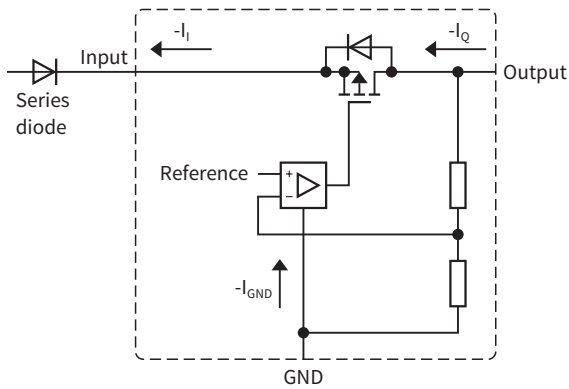 -I_I
-I_Q
Input
Output
Series
diode
Reference
+
−
-I_GND
GND